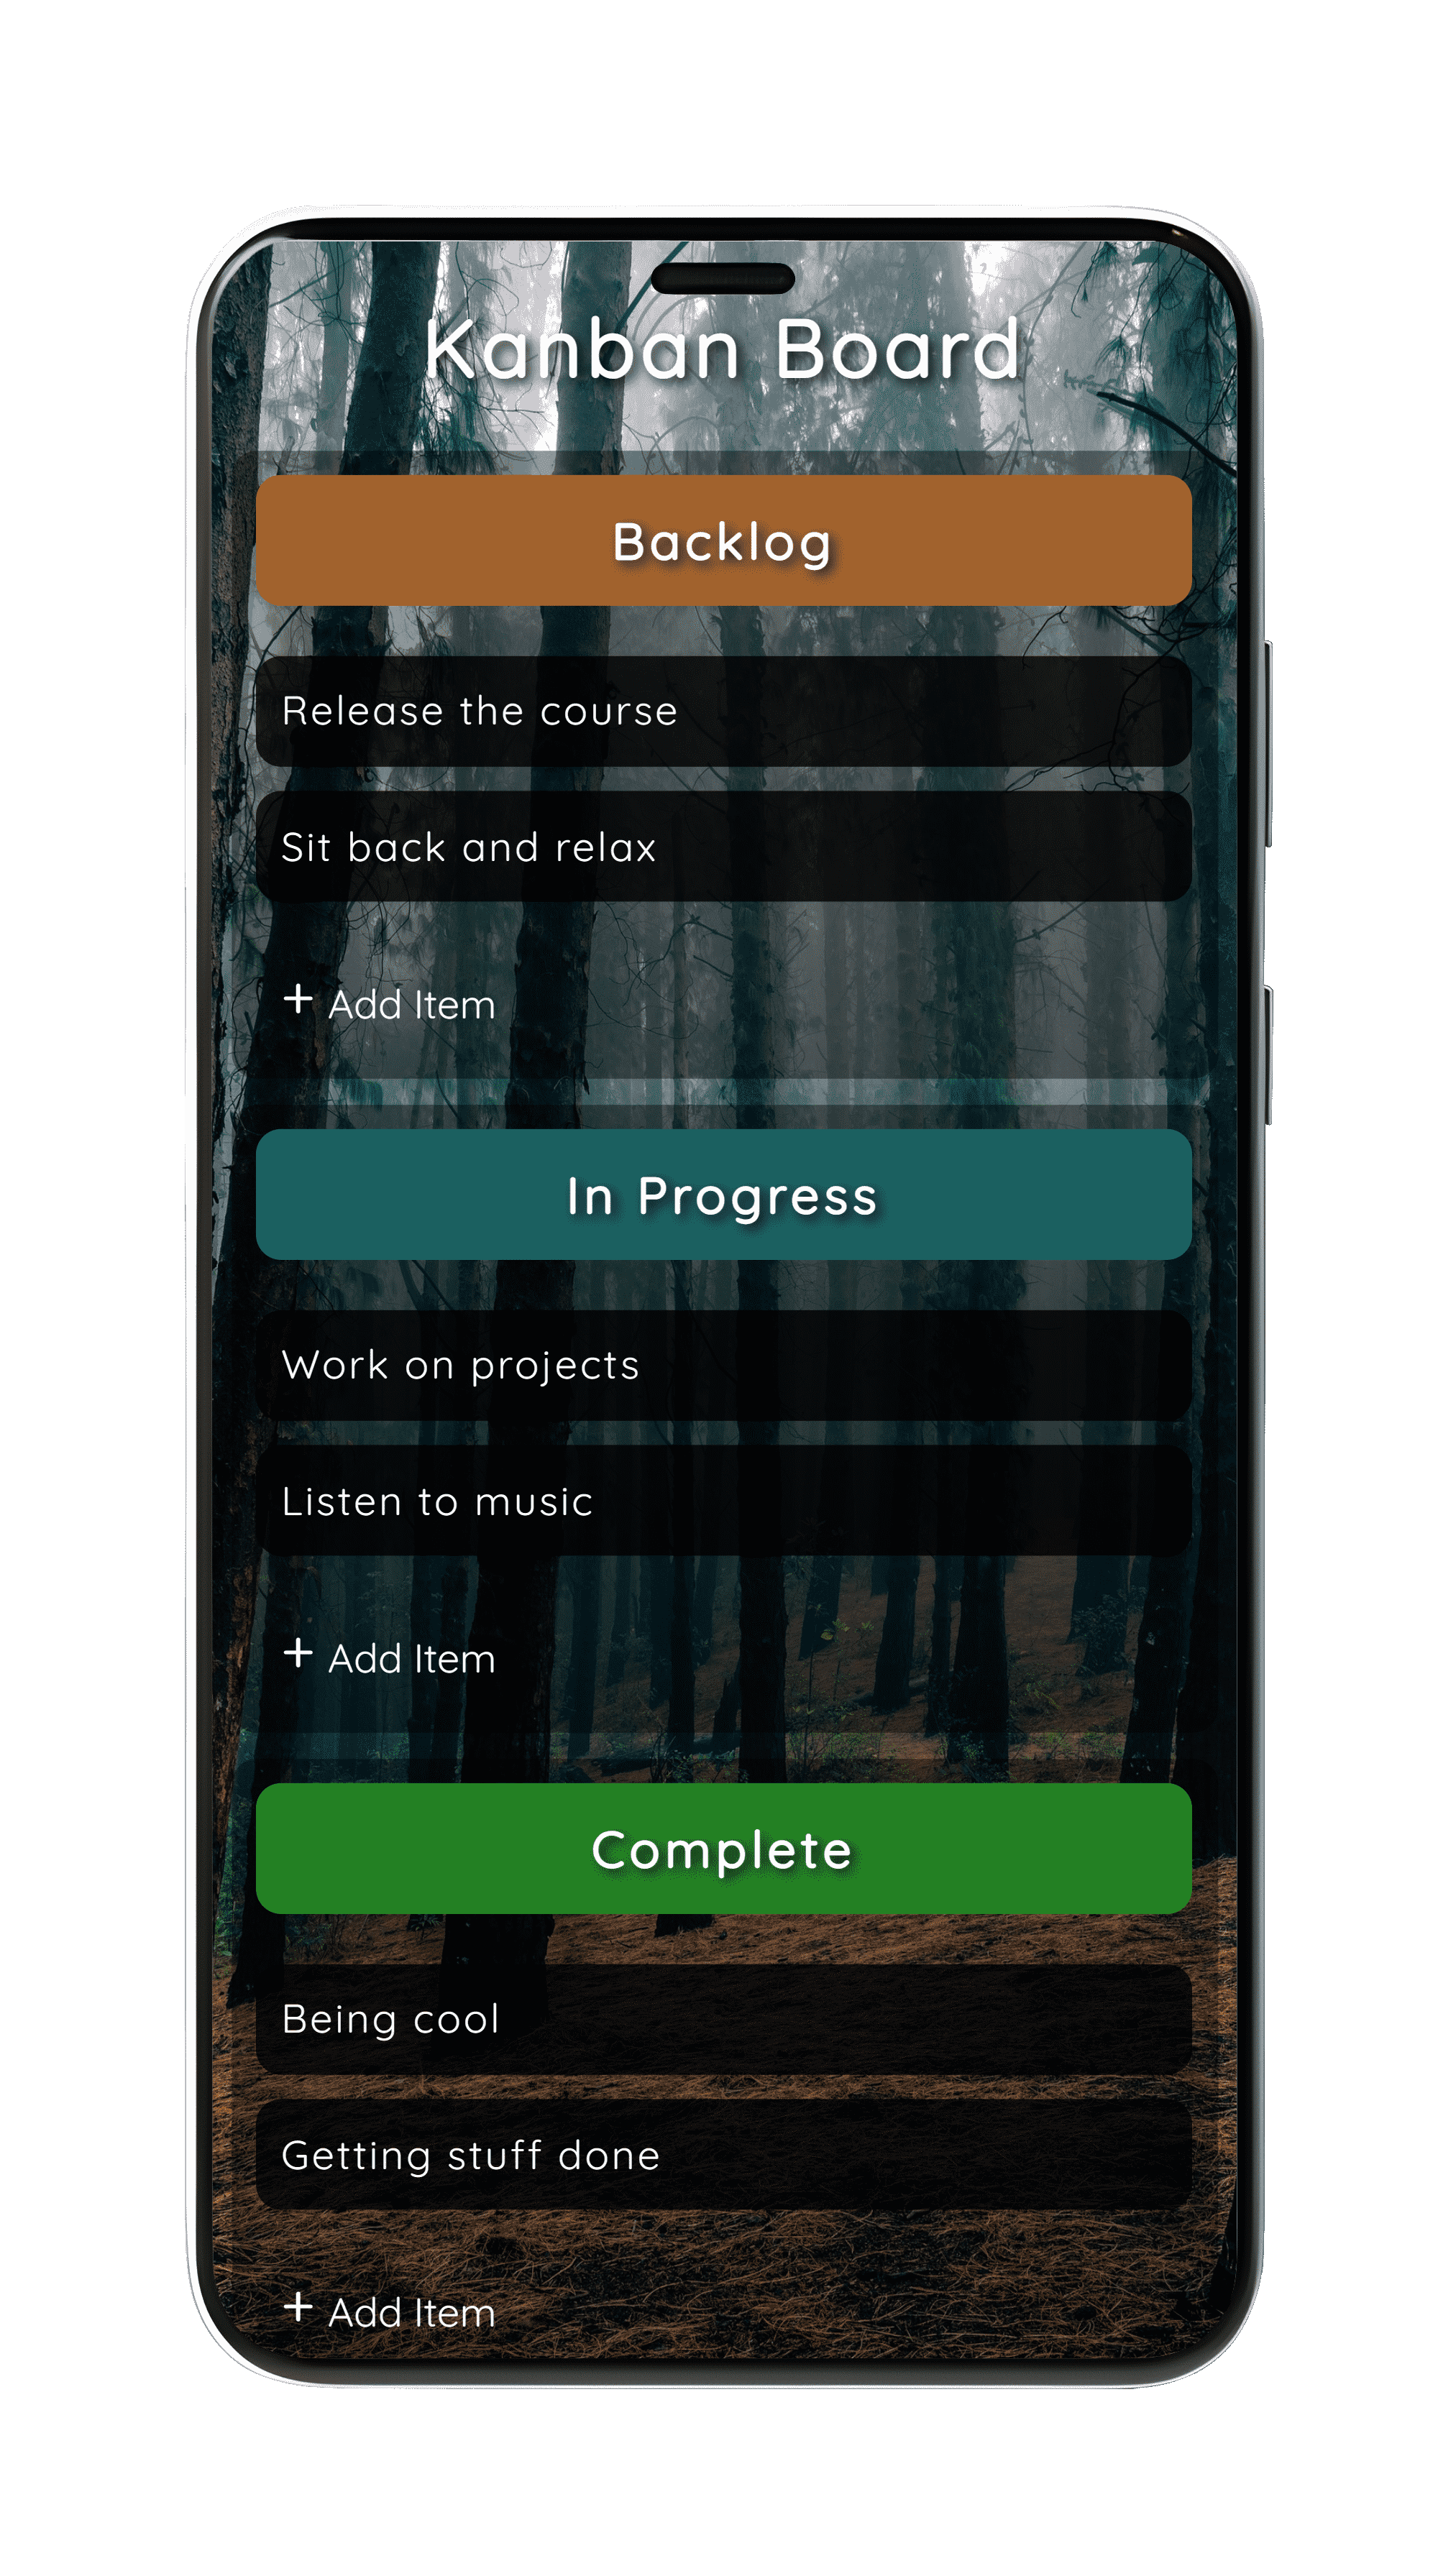 Kanban Board
Backlog
Release the course
Sit back and relax
+ Add Item
In Progress
Work on projects
Listen to music
+ Add Item
Complete
Being cool
Getting stuff done
+ Add Item